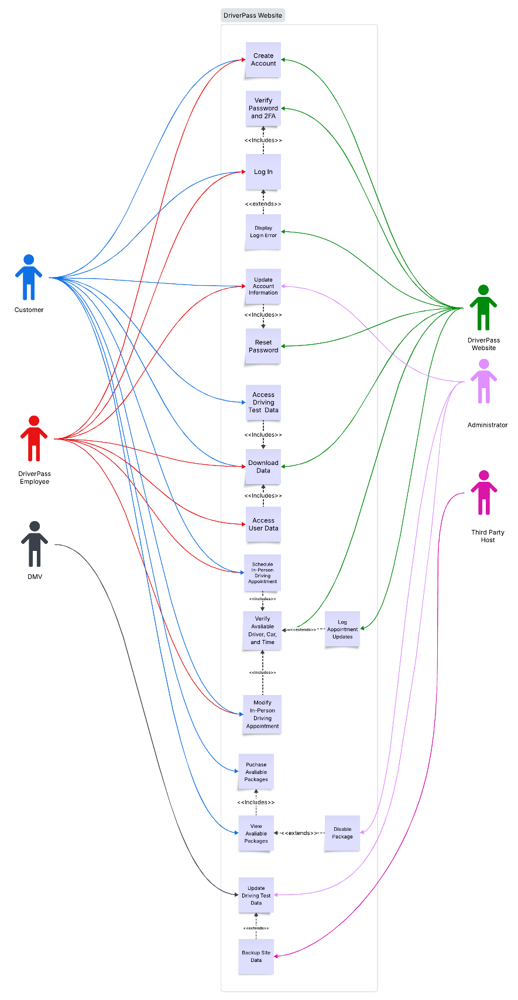 DriverPass Website
Create
Account
Verify
Password
and 2FA
<<Includes>>
Log In
<<extends>>
Display
Login Error
Customer
Update
Account
Information
<<Includes>>
Reset
Password
DriverPass
Website
Access
Driving
Test Data
Administrator
<<Includes>>
Download
Data
DriverPass
Employee
<<Includes>>
Access
User Data
Third Party
Host
DMV
Schedule
In-Person
Driving
Appointment
<<includes>>
Verify
Avaliable
Driver, Car,
and Time
<<extends>>
Log
Appointment
Updates
<<includes>>
Modify
In-Person
Driving
Appointment
Puchase
Avaliable
Packages
<<Includes>>
View
Avaliable
Packages
<<extends>>
Disable
Package
Update
Driving Test
Data
<<extends>>
Backup Site
Data